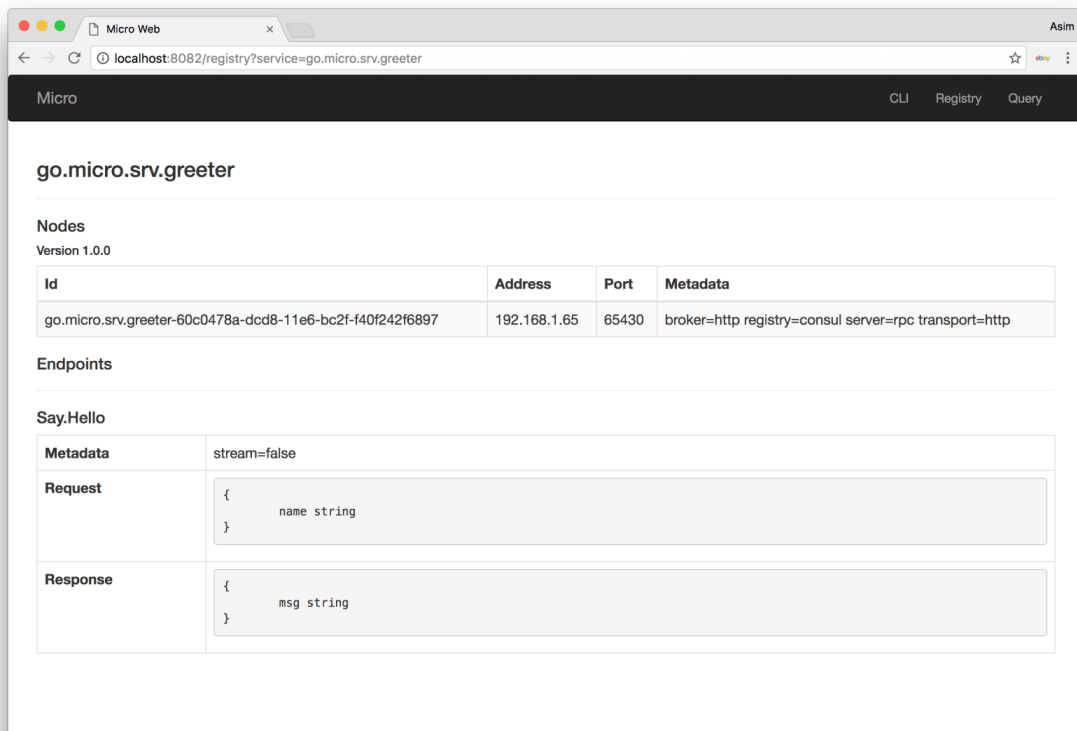 Micro Web
Asim
localhost:8082/registry?service=go.micro.srv.greeter
ebay
Micro CLI Registry Query
go.micro.srv.greeter
Nodes
Version 1.0.0
Id Address Port Metadata
go.micro.srv.greeter-60c0478a-dcd8-11e6-bc2f-f40f242f6897 192.168.1.65 65430 broker=http registry=consul server=rpc transport=http
Endpoints
Say.Hello
Metadata stream=false
Request {
name string
}
Response {
msg string
}